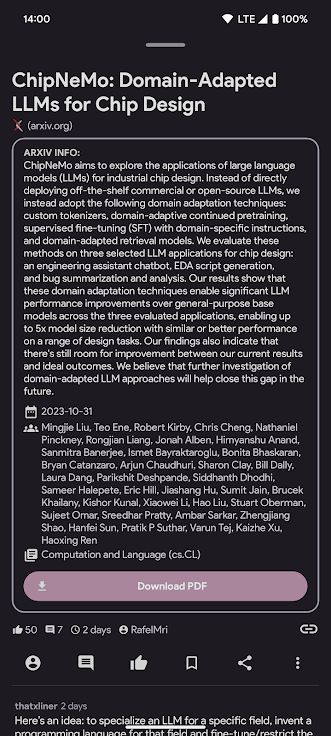 14:00
LTE 100%
ChipNeMo: Domain-Adapted
LLMs for Chip Design
(arxiv.org)
ARXIV INFO:
ChipNeMo aims to explore the applications of large language
models (LLMs) for industrial chip design. Instead of directly
deploying off-the-shelf commercial or open-source LLMs, we
instead adopt the following domain adaptation techniques:
custom tokenizers, domain-adaptive continued pretraining,
supervised fine-tuning (SFT) with domain-specific instructions,
and domain-adapted retrieval models. We evaluate these
methods on three selected LLM applications for chip design:
an engineering assistant chatbot, EDA script generation,
and bug summarization and analysis. Our results show that
these domain adaptation techniques enable significant LLM
performance improvements over general-purpose base
models across the three evaluated applications, enabling up
to 5x model size reduction with similar or better performance
on a range of design tasks. Our findings also indicate that
there's still room for improvement between our current results
and ideal outcomes. We believe that further investigation of
domain-adapted LLM approaches will help close this gap in the
future.
2023-10-31
Mingjie Liu, Teo Ene, Robert Kirby, Chris Cheng, Nathaniel
Pinckney, Rongjian Liang, Jonah Alben, Himyanshu Anand,
Sanmitra Banerjee, Ismet Bayraktaroglu, Bonita Bhaskaran,
Bryan Catanzaro, Arjun Chaudhuri, Sharon Clay, Bill Dally,
Laura Dang, Parikshit Deshpande, Siddhanth Dhodhi,
Sameer Halepete, Eric Hill, Jiashang Hu, Sumit Jain, Brucek
Khailany, Kishor Kunal, Xiaowei Li, Hao Liu, Stuart Oberman,
Sujeet Omar, Sreedhar Pratty, Ambar Sarkar, Zhengjiang
Shao, Hanfei Sun, Pratik P Suthar, Varun Tej, Kaizhe Xu,
Haoxing Ren
Computation and Language (cs.CL)
Download PDF
50 7 2 days RafelMri
thatxliner 2 days
Here's an idea: to specialize an LLM for a specific field, invent a
programming language for that field and fine-tune/restrict the